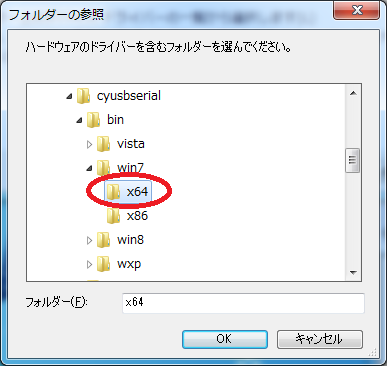 フォルダーの参照
ハードウェアのドライバーを含むフォルダーを選んでください。
cyusbserial
bin
vista
win7
x64
x86
win8
wxp
フォルダー(F):
x64
OK
キャンセル